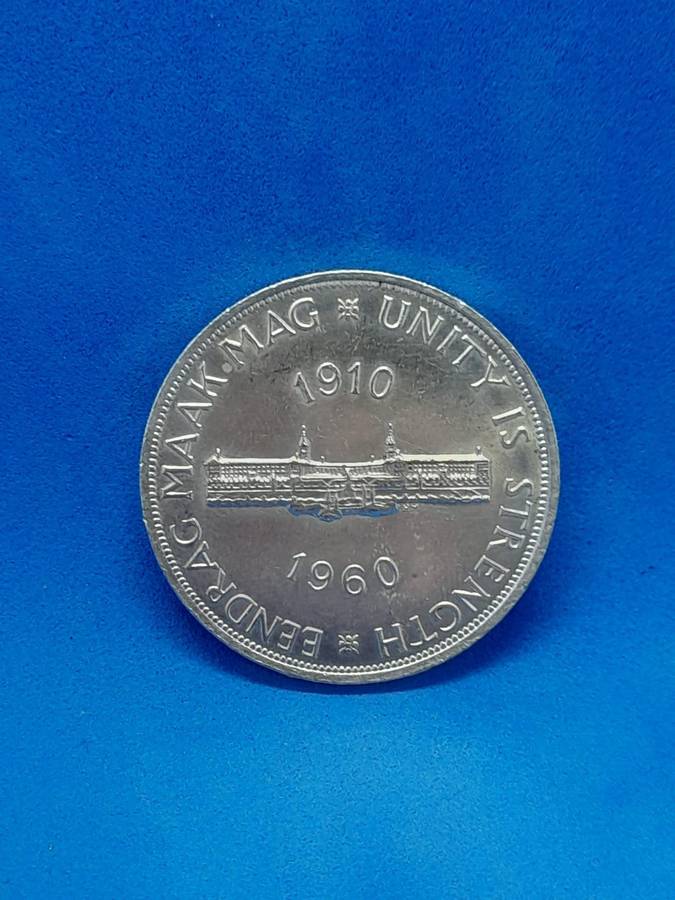 EENDRAG MAAK MAG
UNITY IS STRENGTH
1910
1960